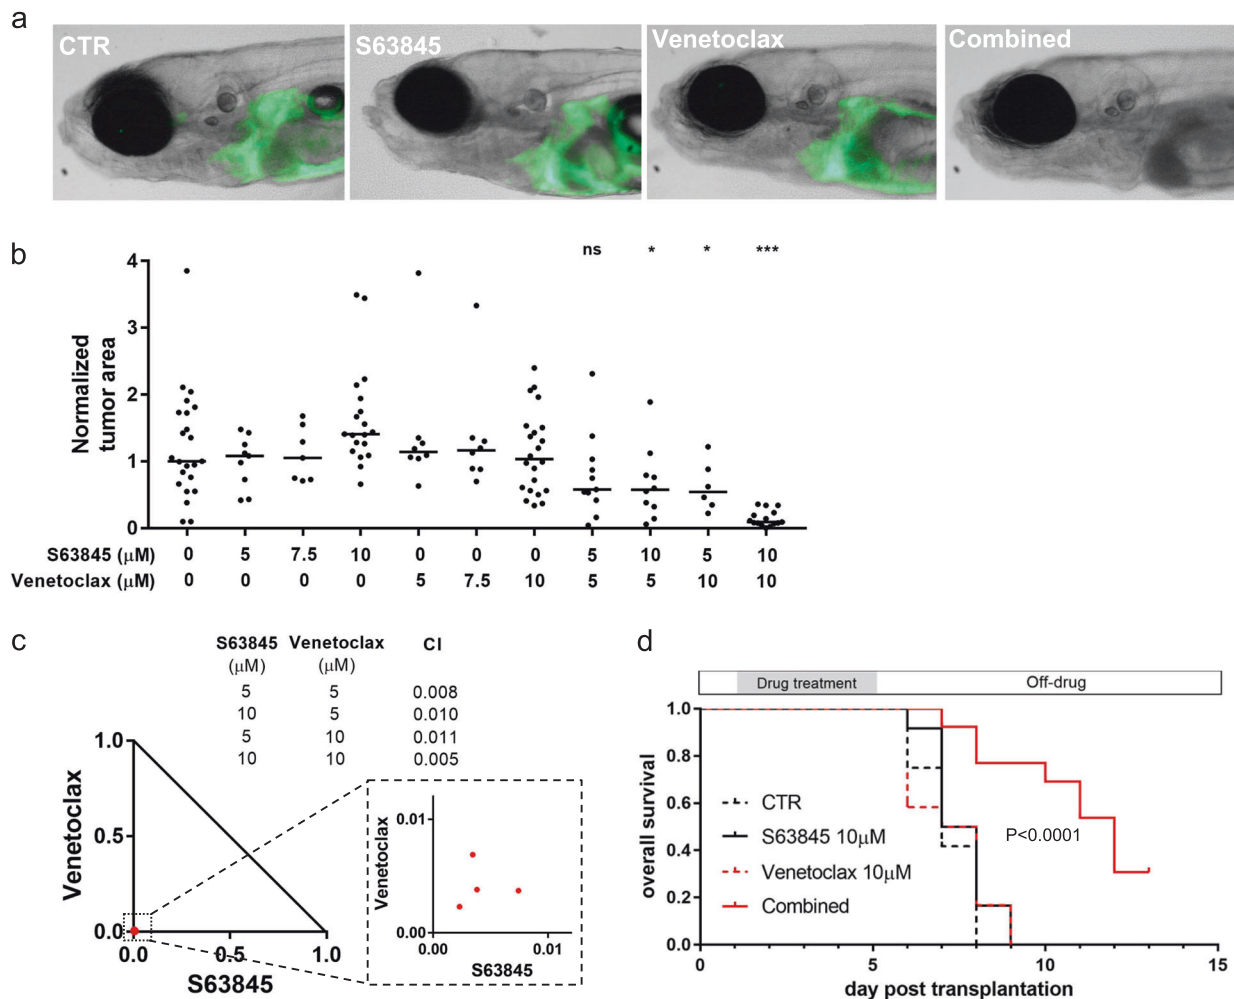 a
CTR S63845 Venetoclax Combined
b
ns * * ***
Normalized
tumor area
4
3
2
1
0
S63845 (μM) 0 5 7.5 10 0 0 0 5 10 5 10
Venetoclax (μM) 0 0 0 0 5 7.5 10 5 5 10 10
c
S63845 Venetoclax CI
(μM) (μM)
5 5 0.008
10 5 0.010
5 10 0.011
10 10 0.005
Venetoclax
1.0
0.5
0.0
0.0 0.5 1.0
S63845
Venetoclax
0.01
0.00
0.00 0.01
S63845
d
Drug treatment Off-drug
overall survival
1.0
0.8
0.6
0.4
0.2
0.0
CTR
S63845 10μM
Venetoclax 10μM
Combined
P<0.0001
0 5 10 15
day post transplantation